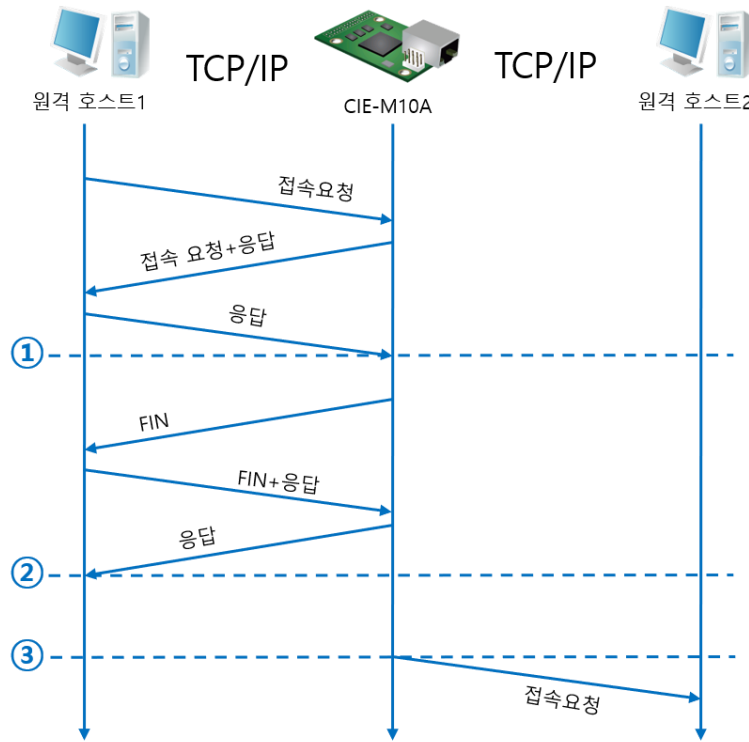 TCP/IP
TCP/IP
원격 호스트1
CIE-M10A
원격 호스트2
접속요청
접속 요청+응답
응답
①
FIN
FIN+응답
응답
②
③
접속요청